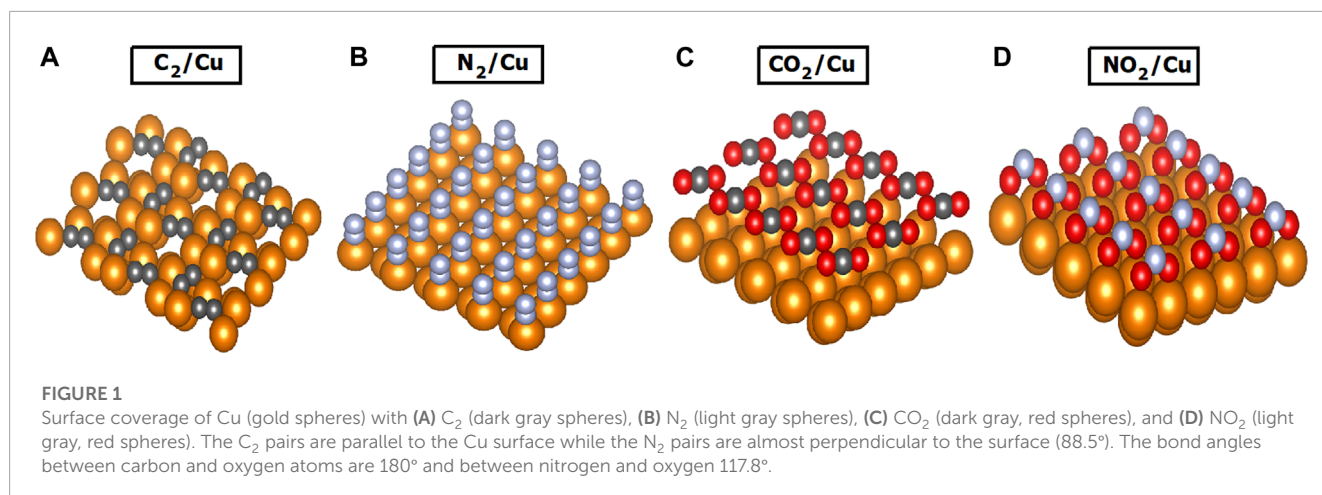 A C₂/Cu B N₂/Cu C CO₂/Cu D NO₂/Cu
FIGURE 1
Surface coverage of Cu (gold spheres) with (A) C₂ (dark gray spheres), (B) N₂ (light gray spheres), (C) CO₂ (dark gray, red spheres), and (D) NO₂ (light
gray, red spheres). The C₂ pairs are parallel to the Cu surface while the N₂ pairs are almost perpendicular to the surface (88.5°). The bond angles
between carbon and oxygen atoms are 180° and between nitrogen and oxygen 117.8°.